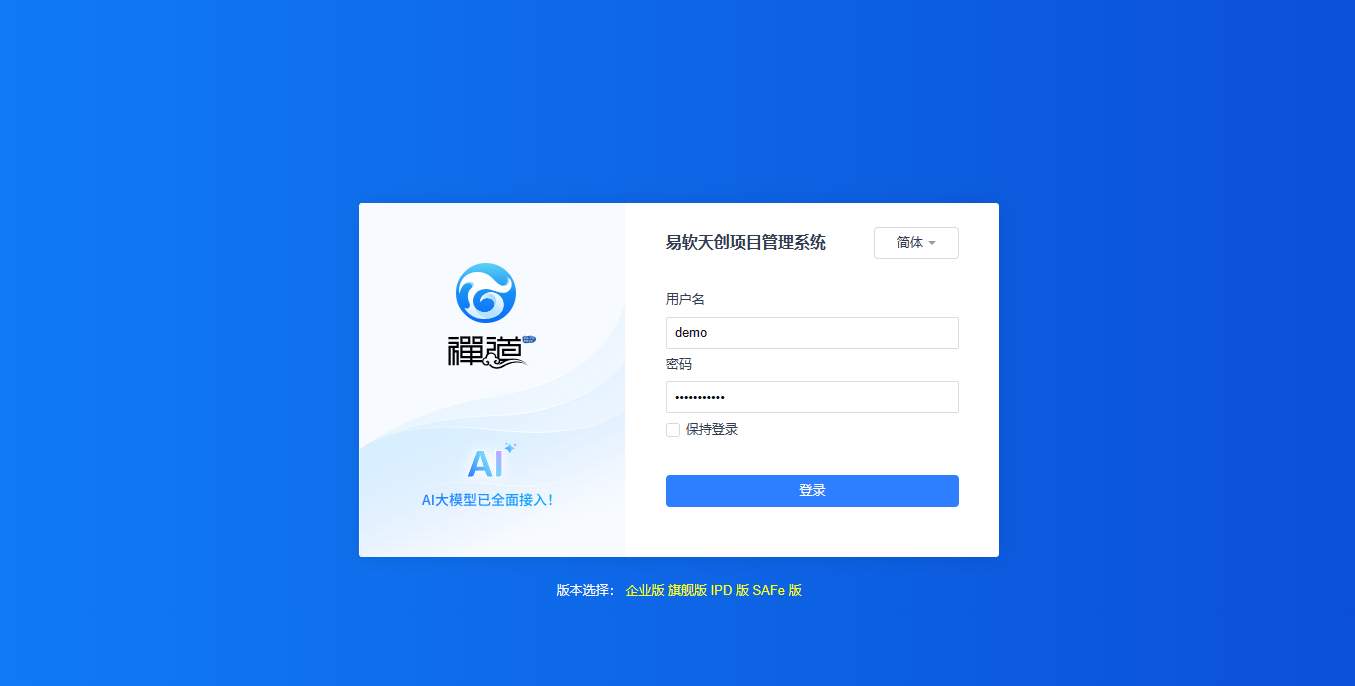 禪道
AI
AI大模型已全面接入!
易软天创项目管理系统
简体
用户名
demo
密码
•••••••••••
保持登录
登录
版本选择： 企业版 旗舰版 IPD 版 SAFe 版